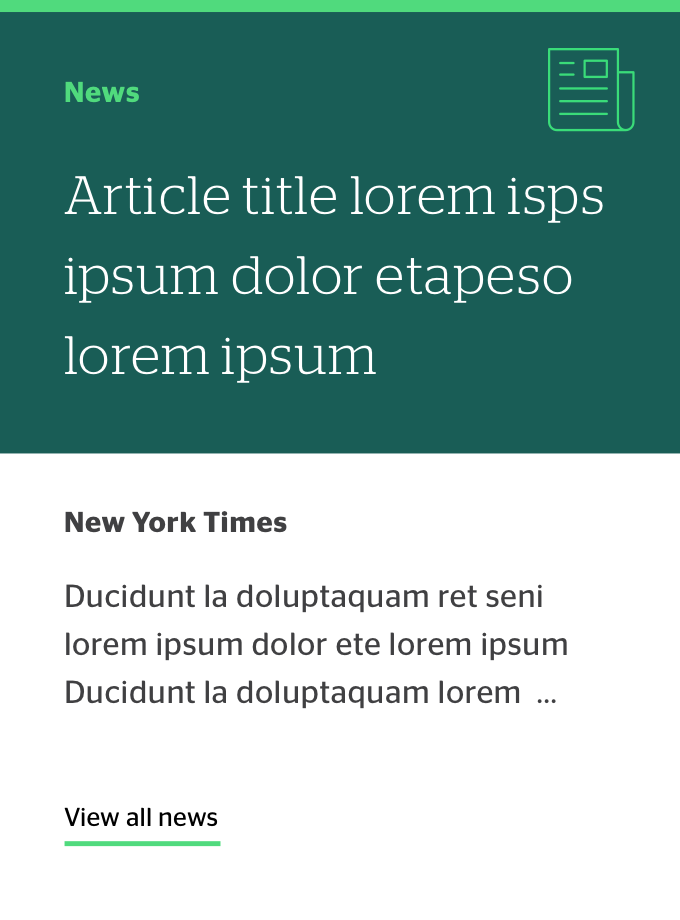 News
Article title lorem isps
ipsum dolor etapeso
lorem ipsum
New York Times
Ducidunt la doluptaquam ret seni
lorem ipsum dolor ete lorem ipsum
Ducidunt la doluptaquam lorem  ...
View all news